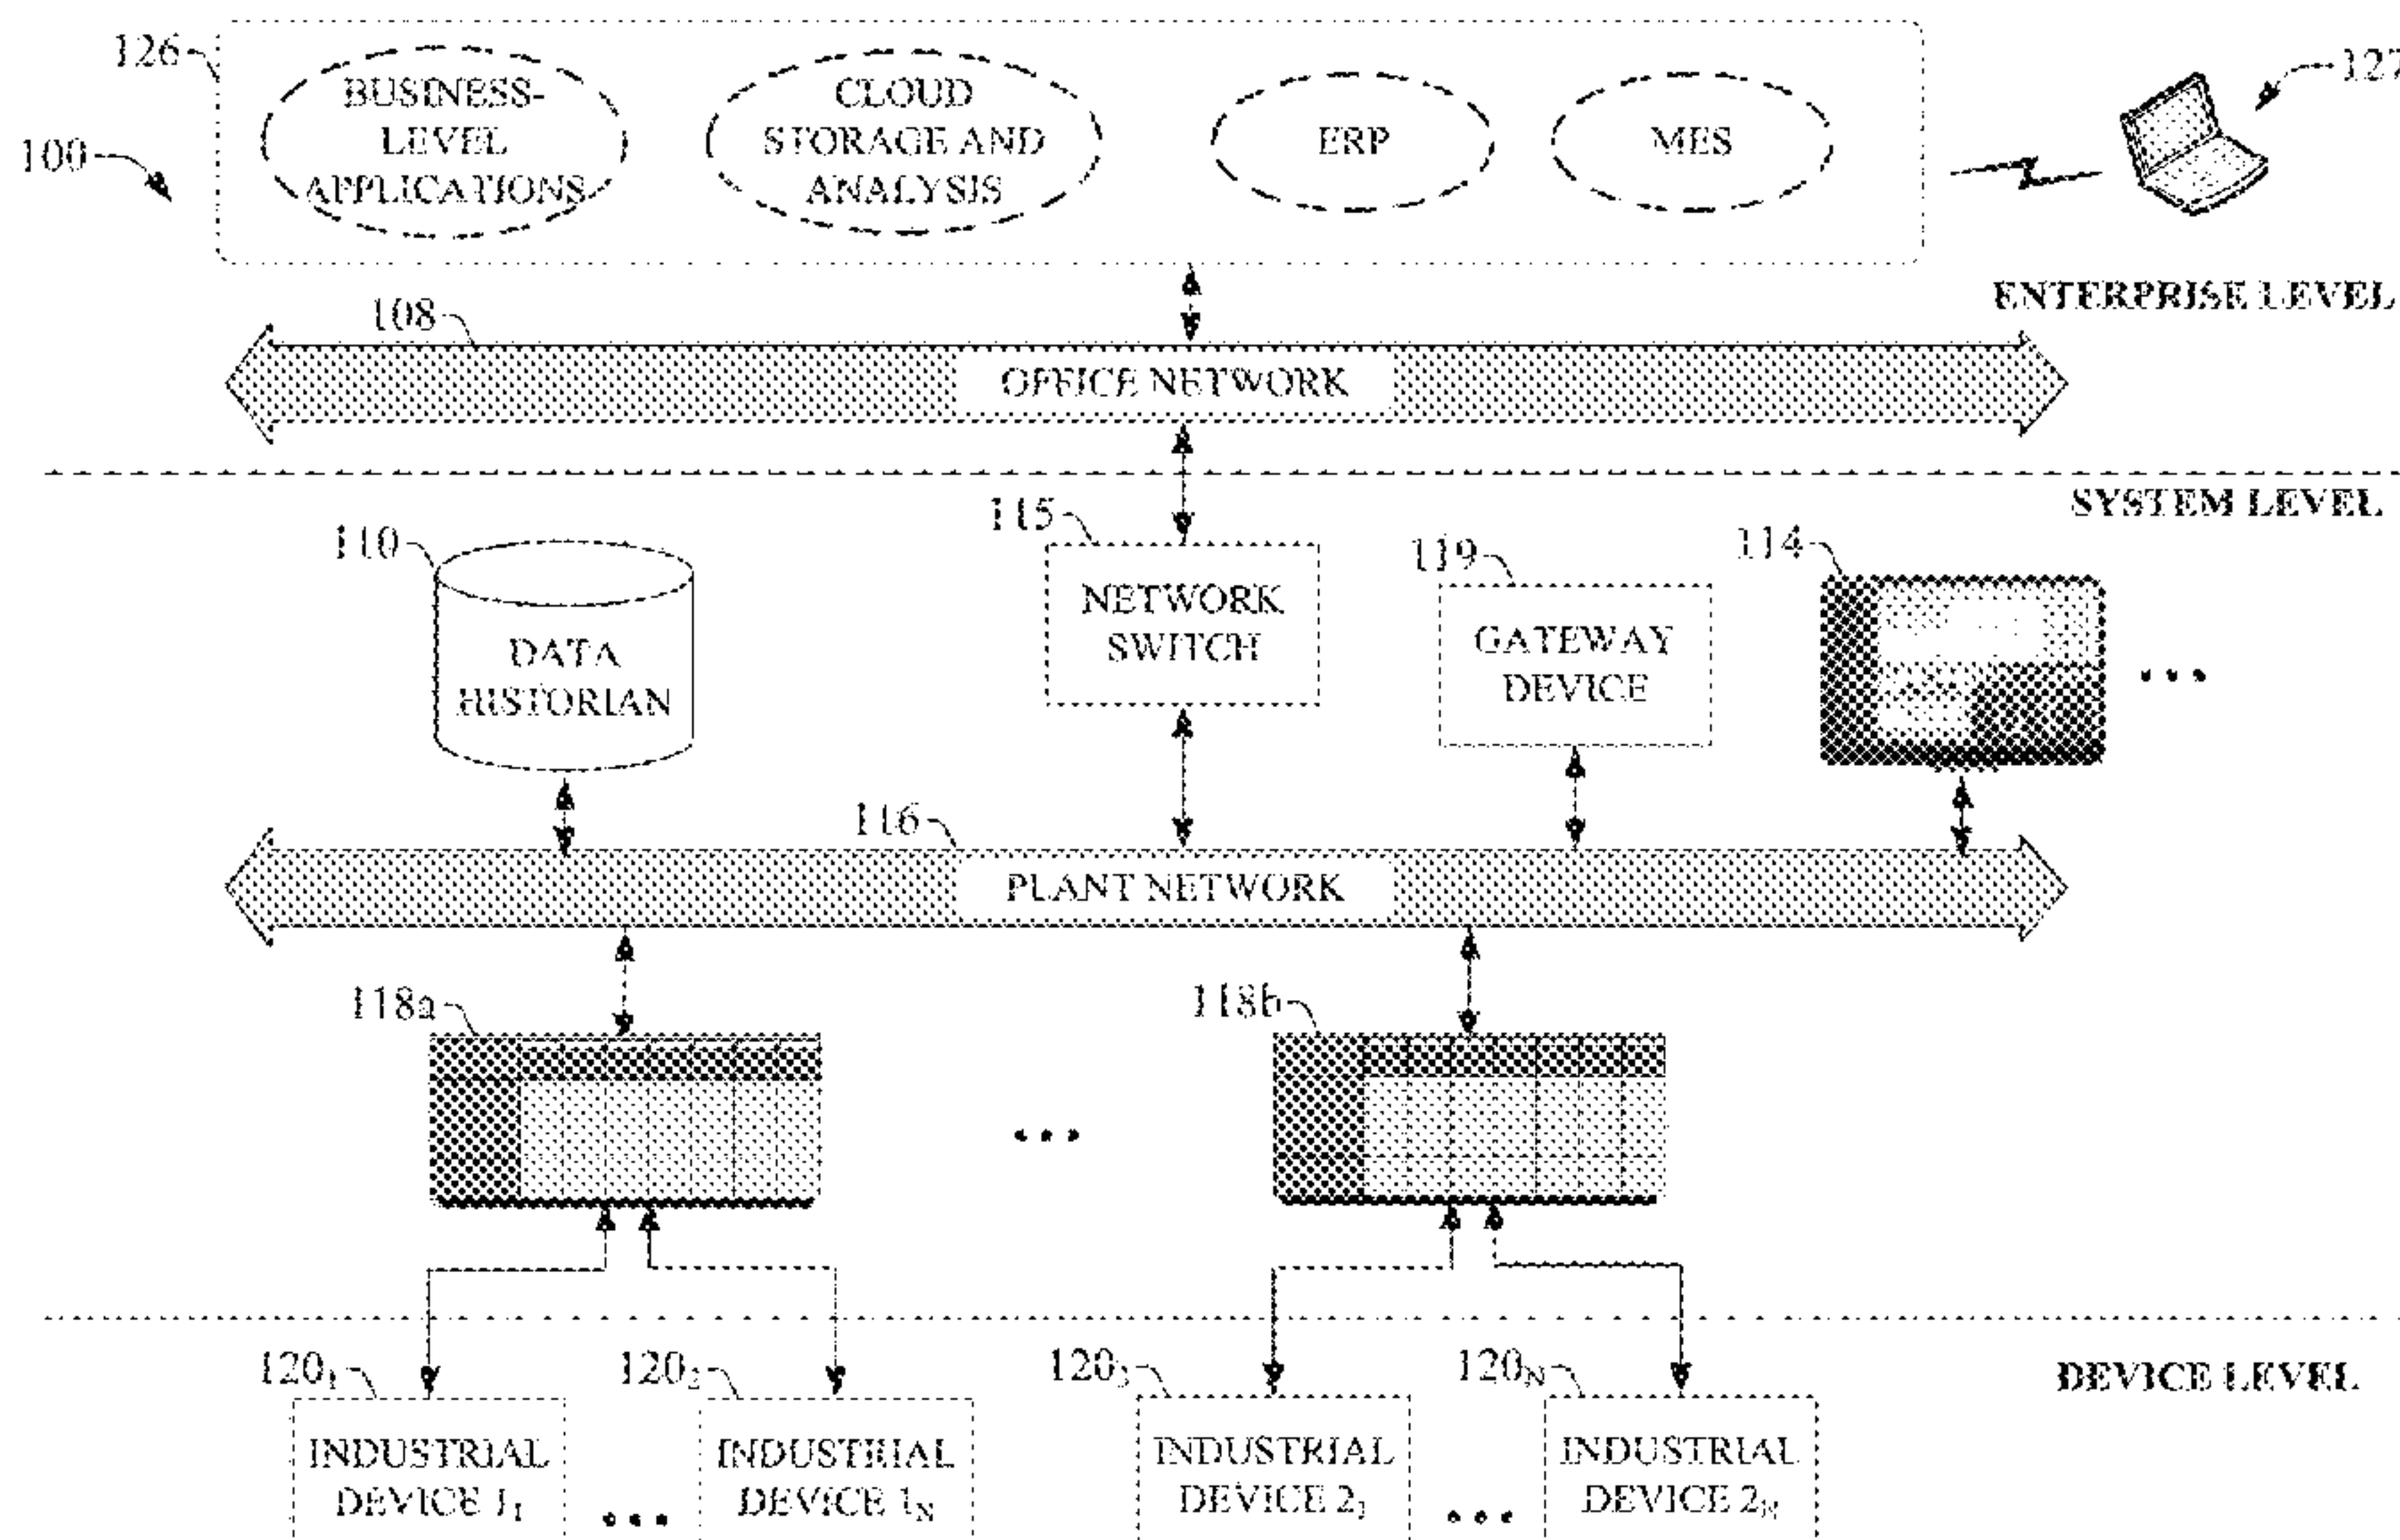 126
BUSINESS-
LEVEL
APPLICATIONS
CLOUD
STORAGE AND
ANALYSIS
ERP
MES
127
100
ENTERPRISE LEVEL
108
OFFICE NETWORK
SYSTEM LEVEL
110
DATA
HISTORIAN
115
NETWORK
SWITCH
119
GATEWAY
DEVICE
114
...
116
PLANT NETWORK
118a
...
118b
DEVICE LEVEL
120₁
INDUSTRIAL
DEVICE 1₁
...
120₂
INDUSTRIAL
DEVICE 1ₙ
120₃
INDUSTRIAL
DEVICE 2₁
...
120ₙ
INDUSTRIAL
DEVICE 2ₙ